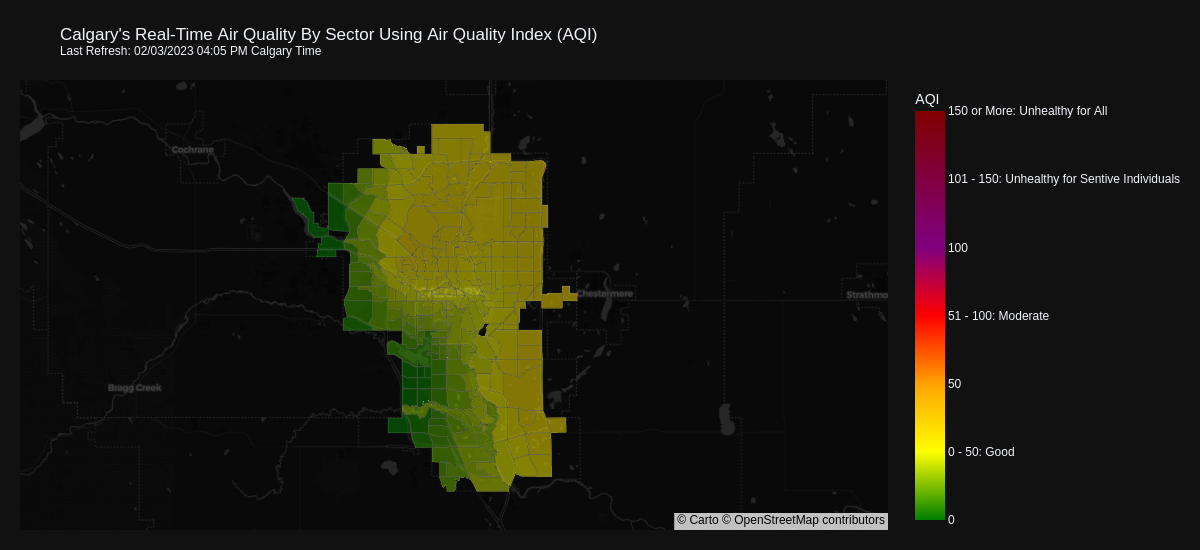 Calgary's Real-Time Air Quality By Sector Using Air Quality Index (AQI)
Last Refresh: 02/03/2023 04:05 PM Calgary Time
AQI
150 or More: Unhealthy for All
101 - 150: Unhealthy for Sentive Individuals
100
51 - 100: Moderate
50
0 - 50: Good
0
Cochrane
Chestermere
Strathmo
Bragg Creek
© Carto © OpenStreetMap contributors